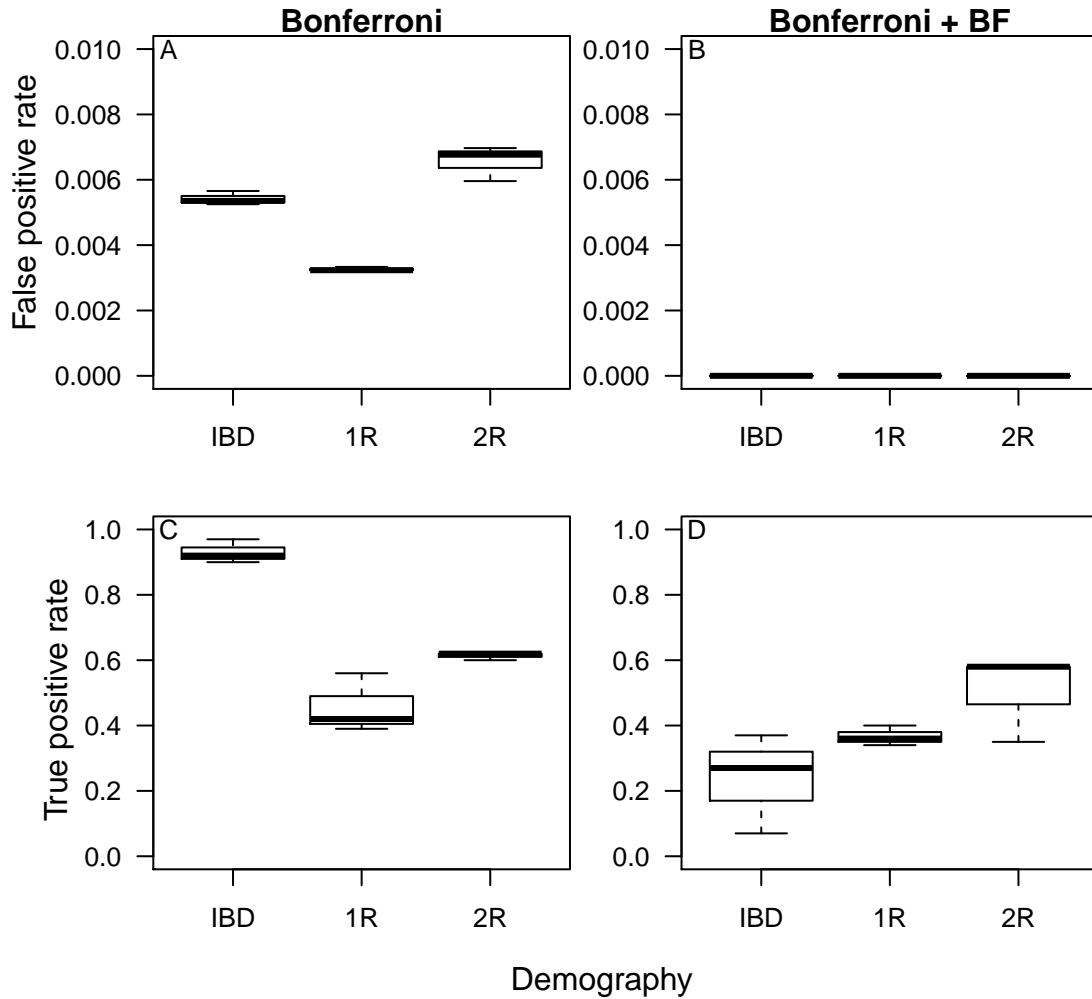 Bonferroni
Bonferroni + BF
A
B
False positive rate
0.010
0.008
0.006
0.004
0.002
0.000
0.010
0.008
0.006
0.004
0.002
0.000
IBD 1R 2R
IBD 1R 2R
C
D
True positive rate
1.0
0.8
0.6
0.4
0.2
0.0
1.0
0.8
0.6
0.4
0.2
0.0
IBD 1R 2R
IBD 1R 2R
Demography